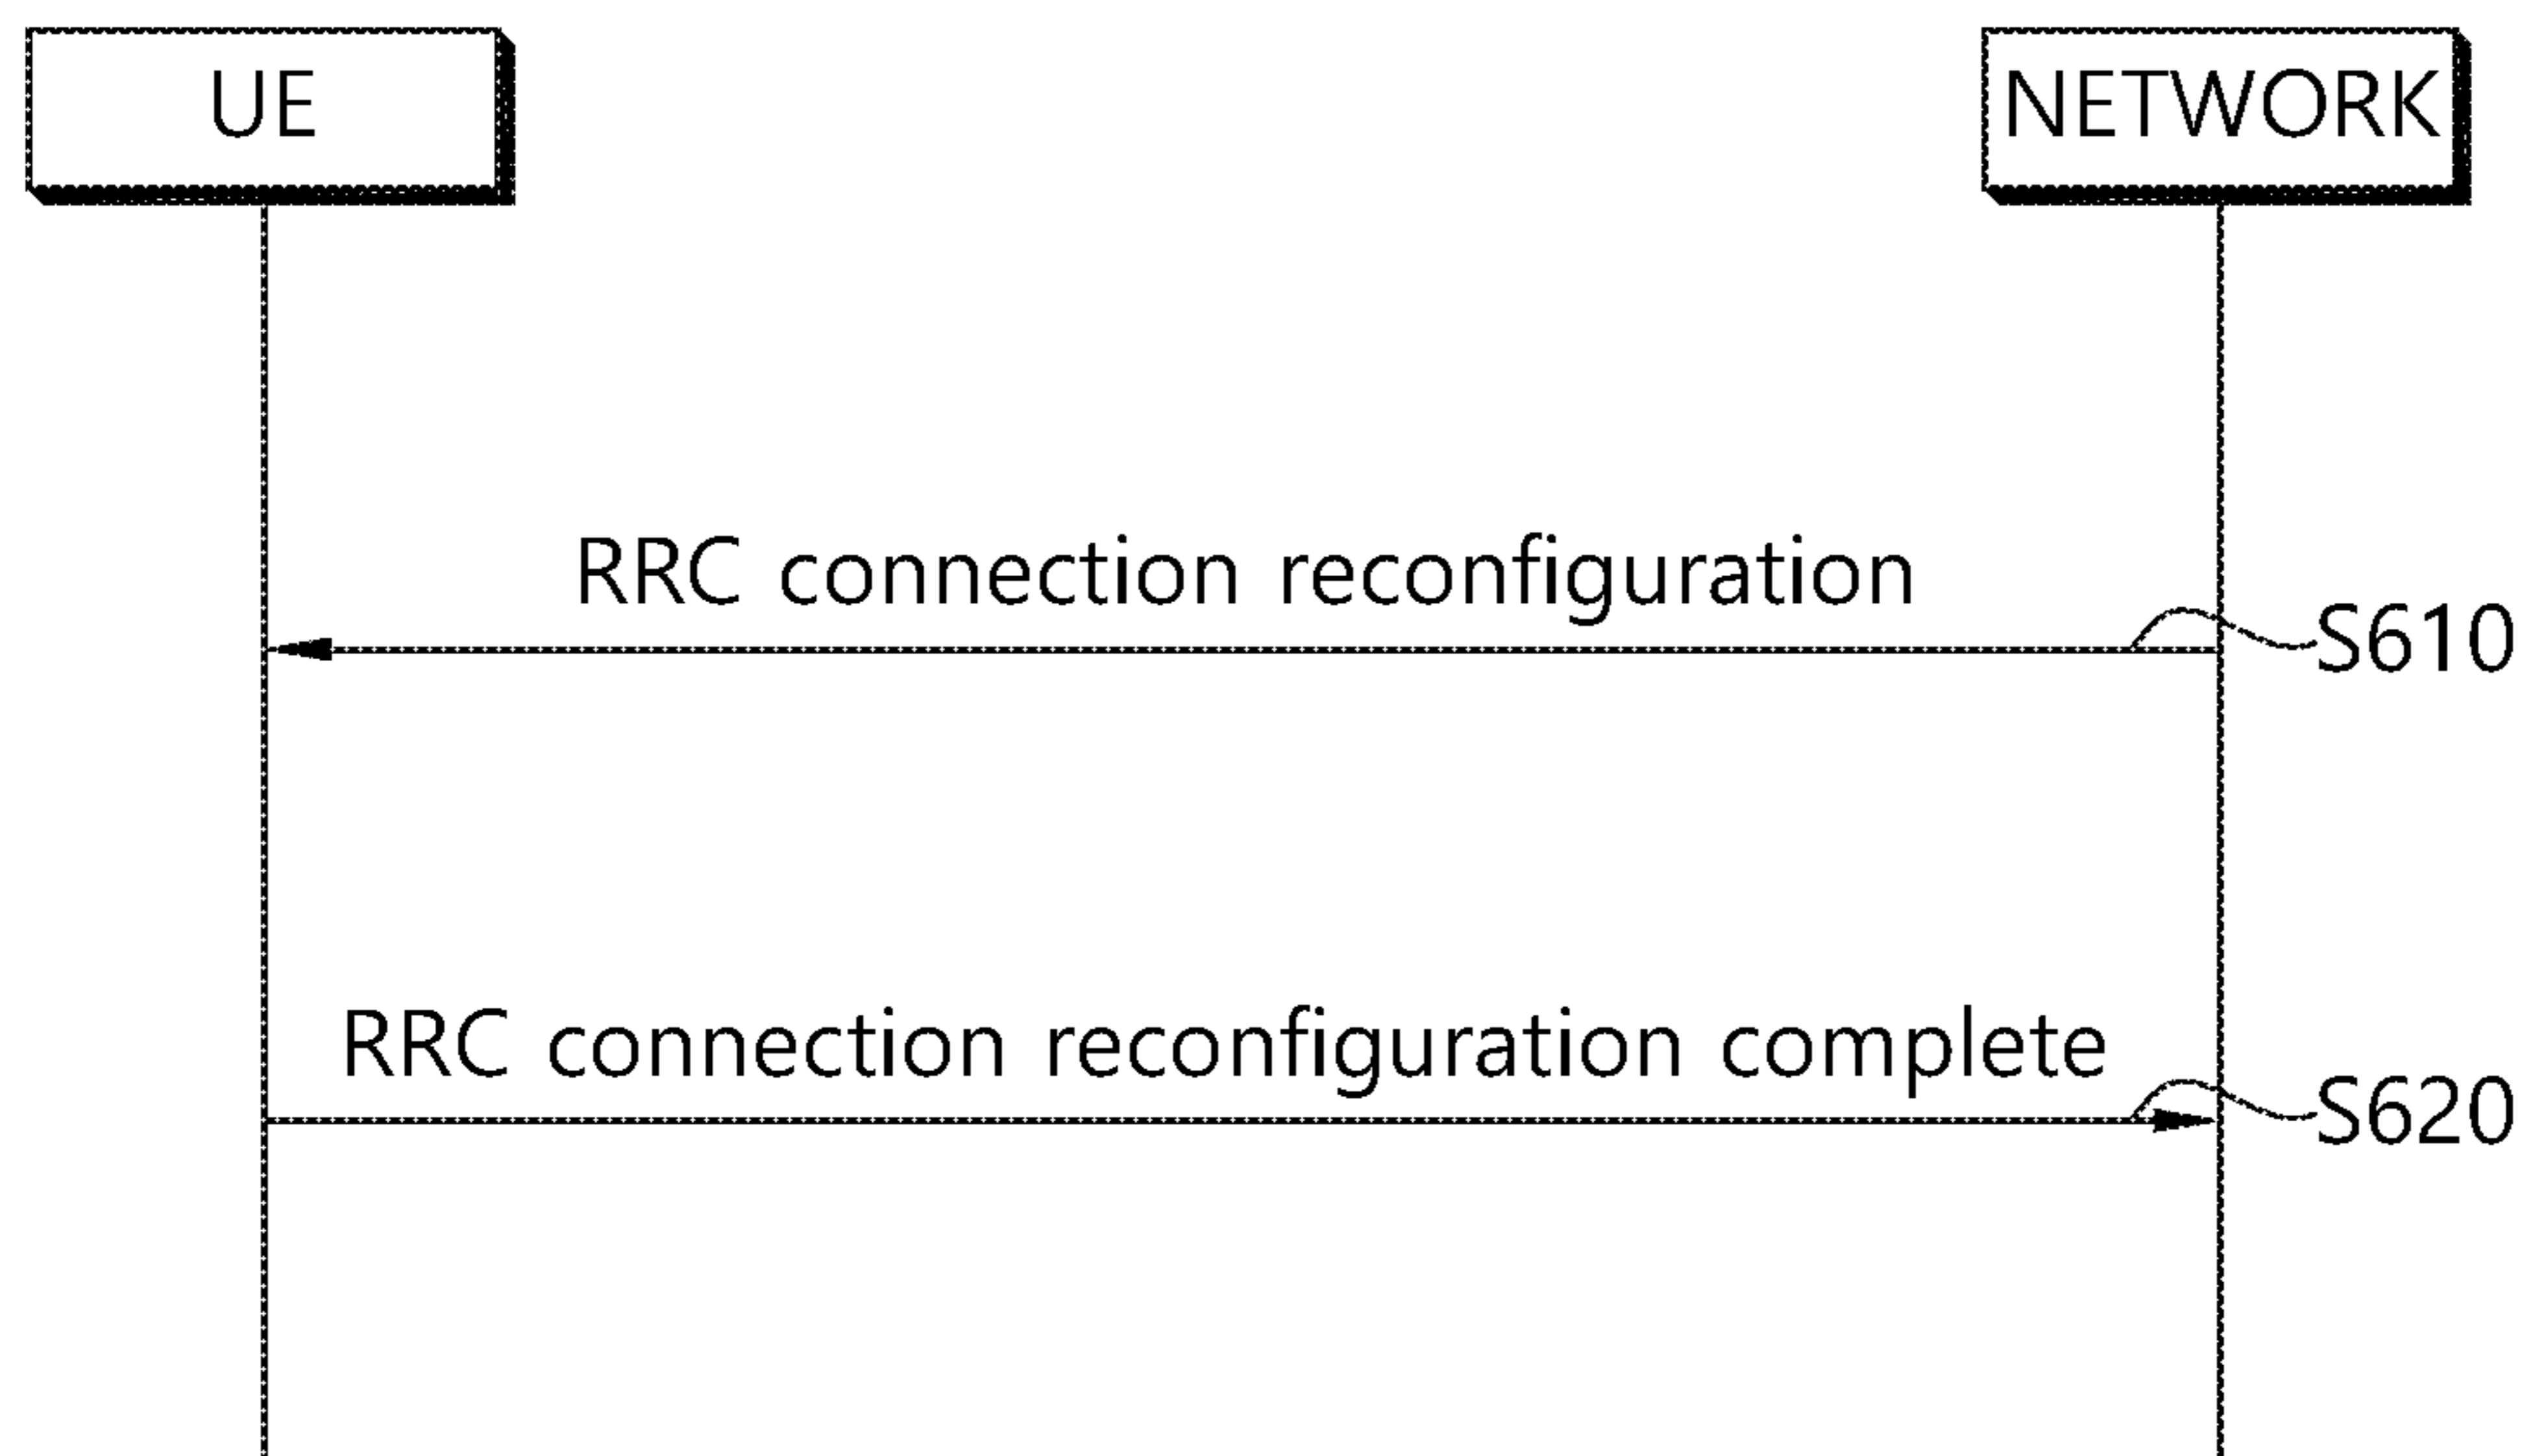 UE
NETWORK
RRC connection reconfiguration
S610
RRC connection reconfiguration complete
S620